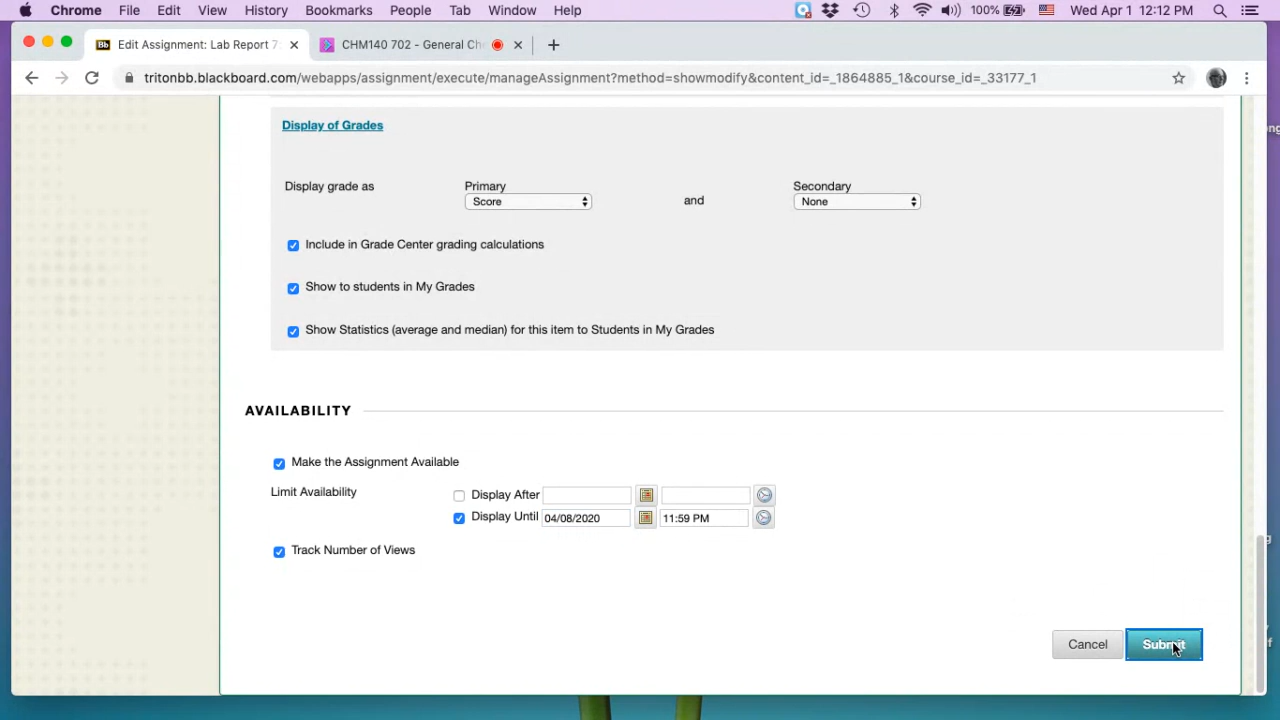 Chrome File Edit View History Bookmarks People Tab Window Help 100% Wed Apr 1 12:12 PM
Bb Edit Assignment: Lab Report 7 CHM140 702 - General Ch
tritonbb.blackboard.com/webapps/assignment/execute/manageAssignment?method=showmodify&content_id=_1864885_1&course_id=_33177_1
Display of Grades
Primary Secondary
Display grade as Score and None
Include in Grade Center grading calculations
Show to students in My Grades
Show Statistics (average and median) for this item to Students in My Grades
AVAILABILITY
Make the Assignment Available
Limit Availability Display After
Display Until 04/08/2020 11:59 PM
Track Number of Views
Cancel Submit